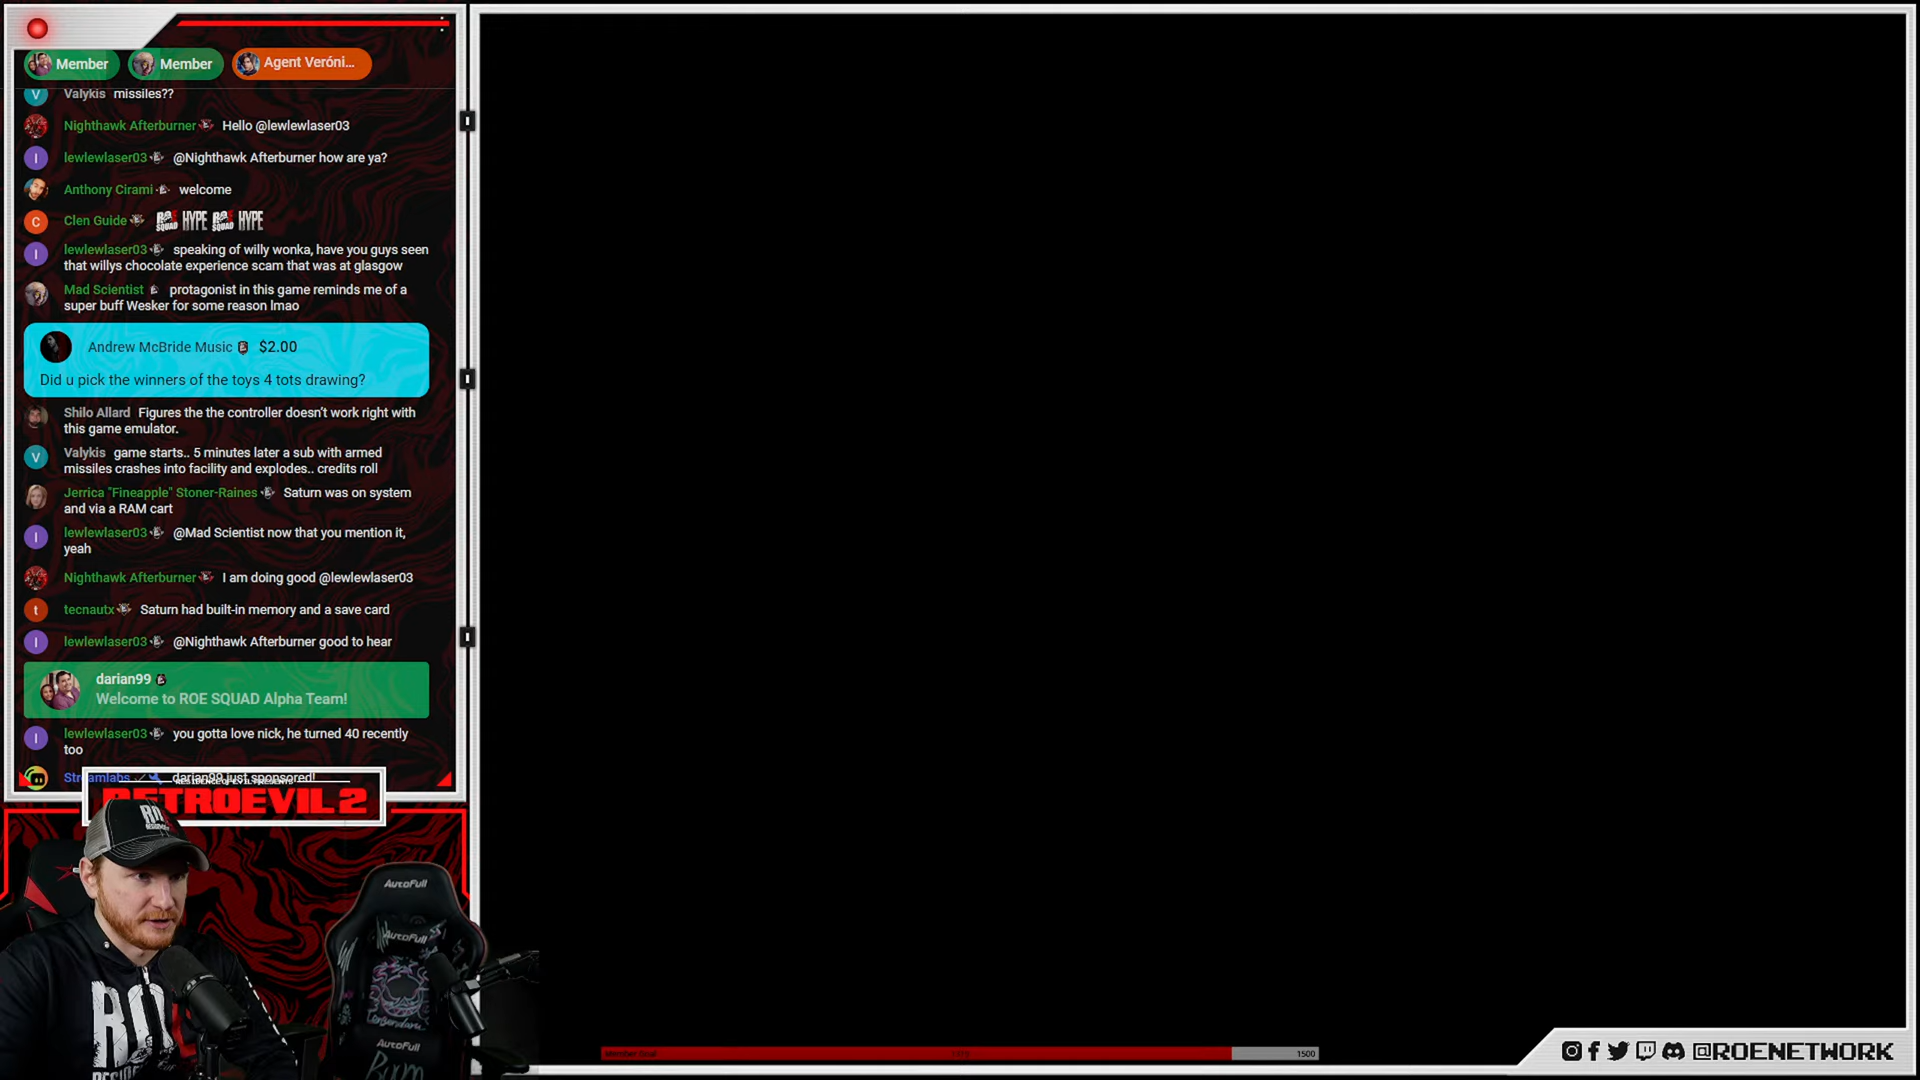 Member
Member
Agent Veróni...
Valykis missiles??
Nighthawk Afterburner Hello @lewlewlaser03
lewlewlaser03 @Nighthawk Afterburner how are ya?
Anthony Cirami welcome
Clen Guide ROE SQUAD HYPE ROE SQUAD HYPE
lewlewlaser03 speaking of willy wonka, have you guys seen
that willys chocolate experience scam that was at glasgow
Mad Scientist protagonist in this game reminds me of a
super buff Wesker for some reason lmao
Andrew McBride Music $2.00
Did u pick the winners of the toys 4 tots drawing?
Shilo Allard Figures the the controller doesn't work right with
this game emulator.
Valykis game starts.. 5 minutes later a sub with armed
missiles crashes into facility and explodes.. credits roll
Jerrica "Fineapple" Stoner-Raines Saturn was on system
and via a RAM cart
lewlewlaser03 @Mad Scientist now that you mention it,
yeah
Nighthawk Afterburner I am doing good @lewlewlaser03
tecnautx Saturn had built-in memory and a save card
lewlewlaser03 @Nighthawk Afterburner good to hear
darian99
Welcome to ROE SQUAD Alpha Team!
lewlewlaser03 you gotta love nick, he turned 40 recently
too
Streamlabs darian99 just sponsored!
RETROEVIL 2
AutoFull
AutoFull
AutoFull
Member Goal
1500
@ROENETWORK